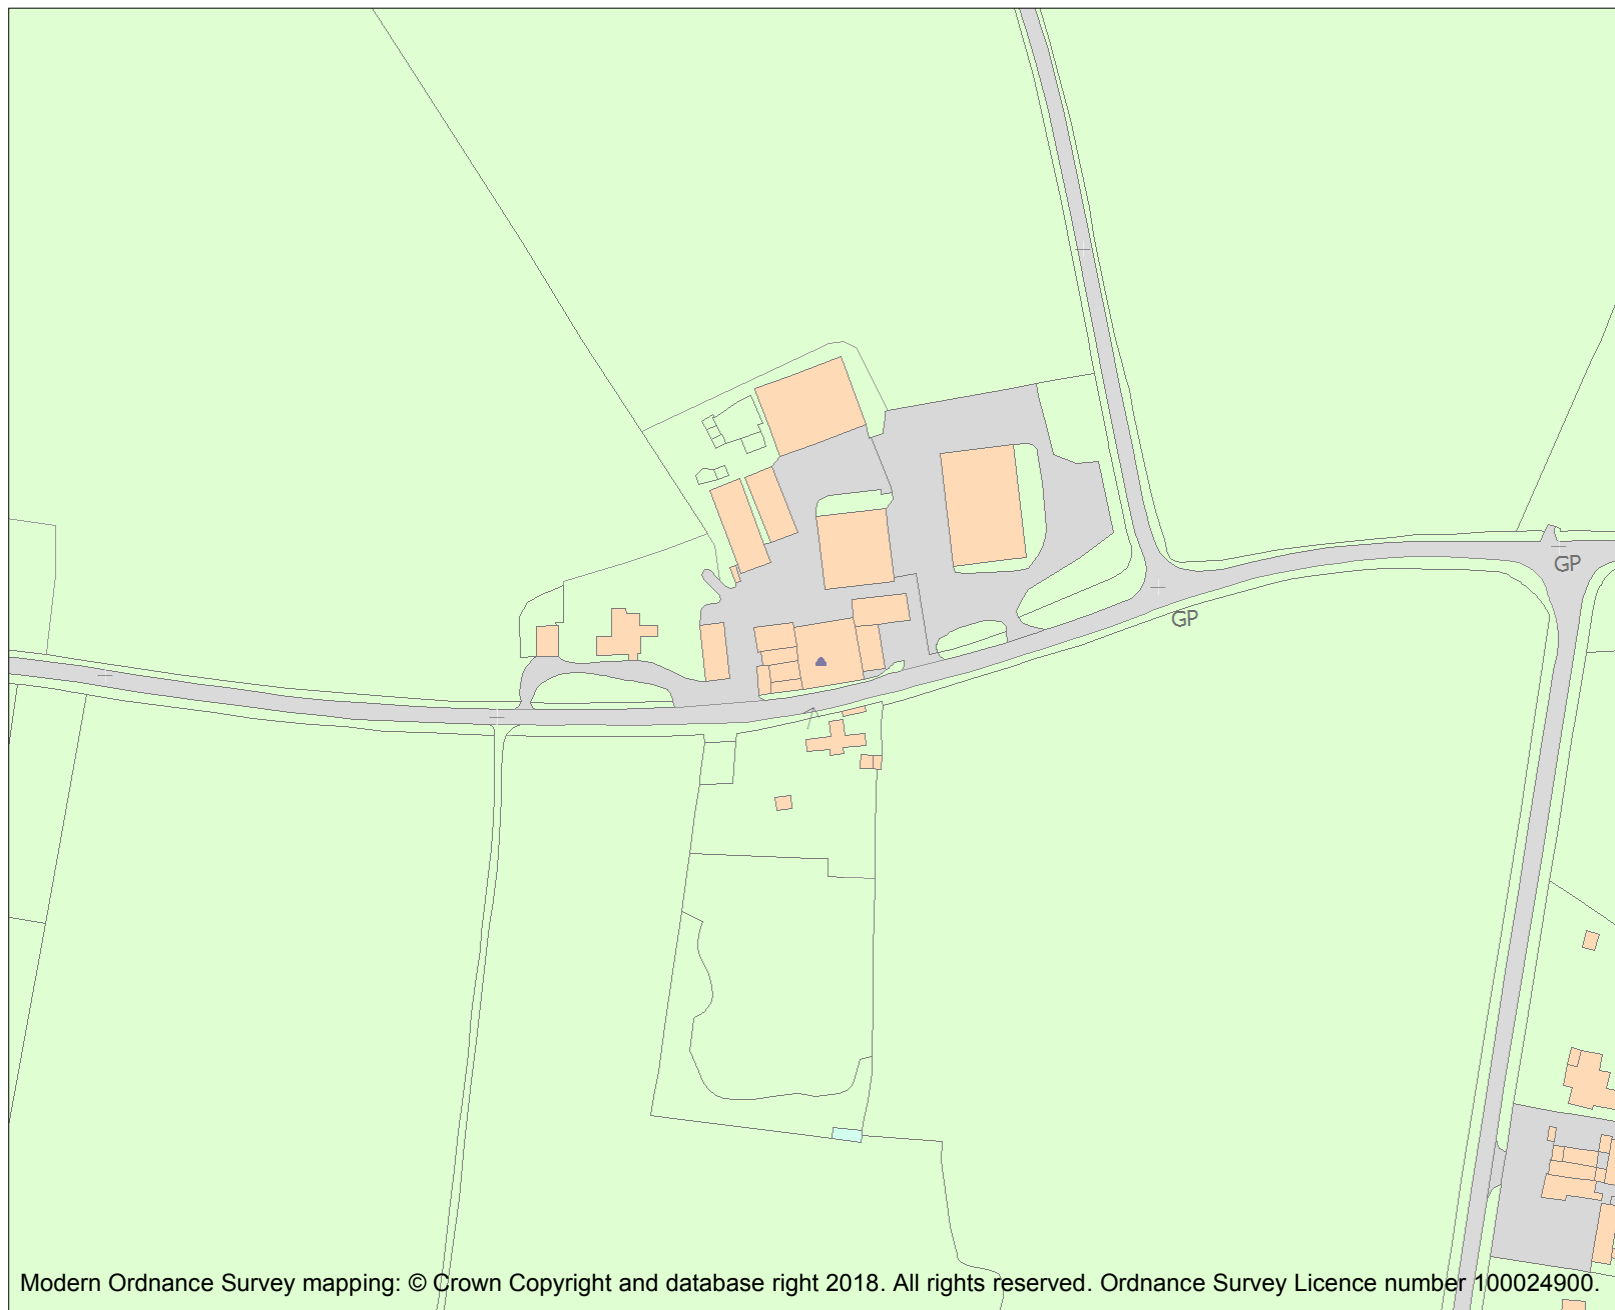 GP
GP
Modern Ordnance Survey mapping: © Crown Copyright and database right 2018. All rights reserved. Ordnance Survey Licence number 100024900.